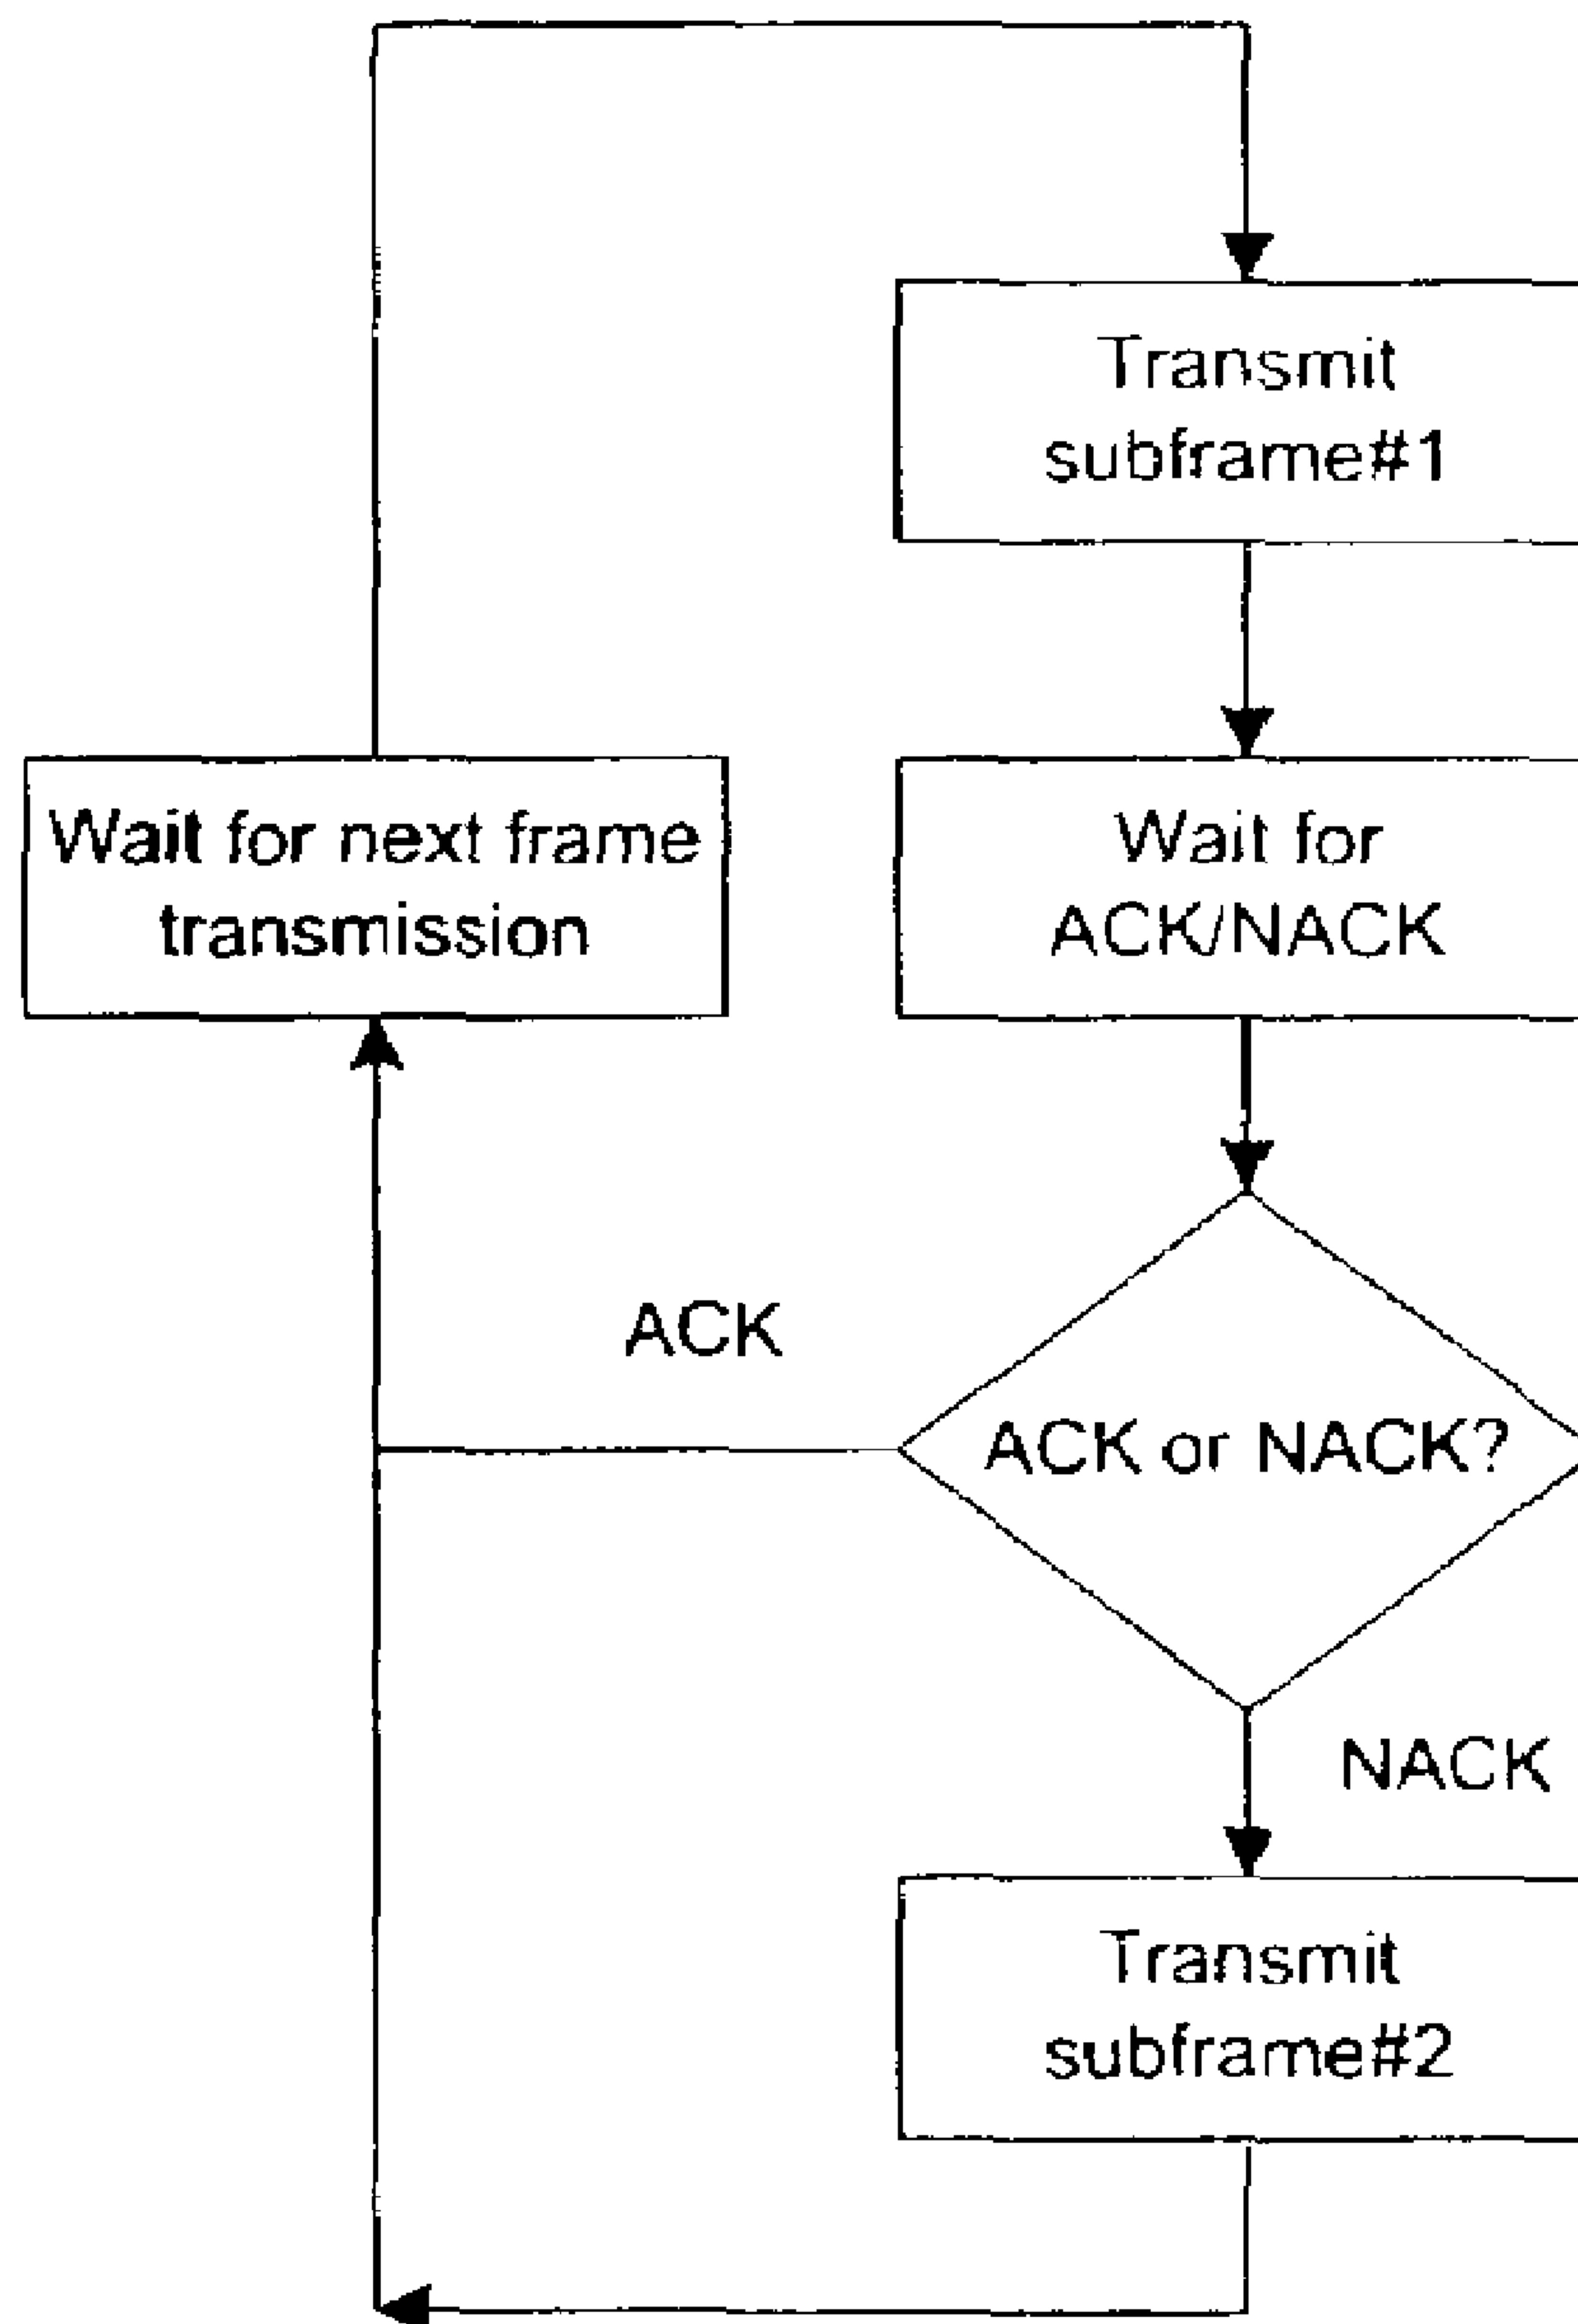 Transmit
subframe#1
Wait for next frame
transmission
Wait for
ACK/NACK
ACK
ACK or NACK?
NACK
Transmit
subframe#2